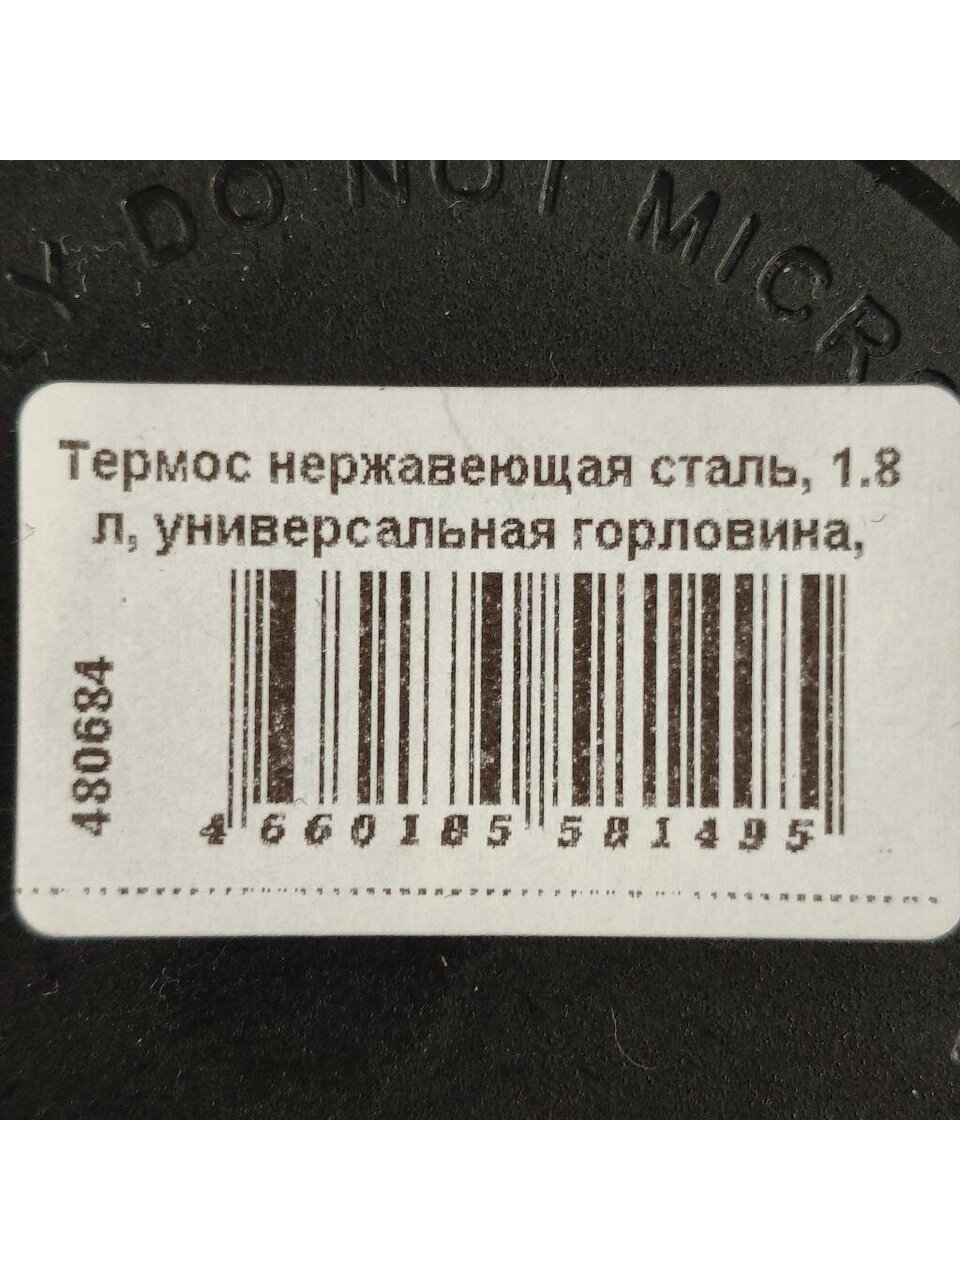 LY DO NOT MICRO
Термос нержавеющая сталь, 1.8
л, универсальная горловина,
480684
4 660185 581495